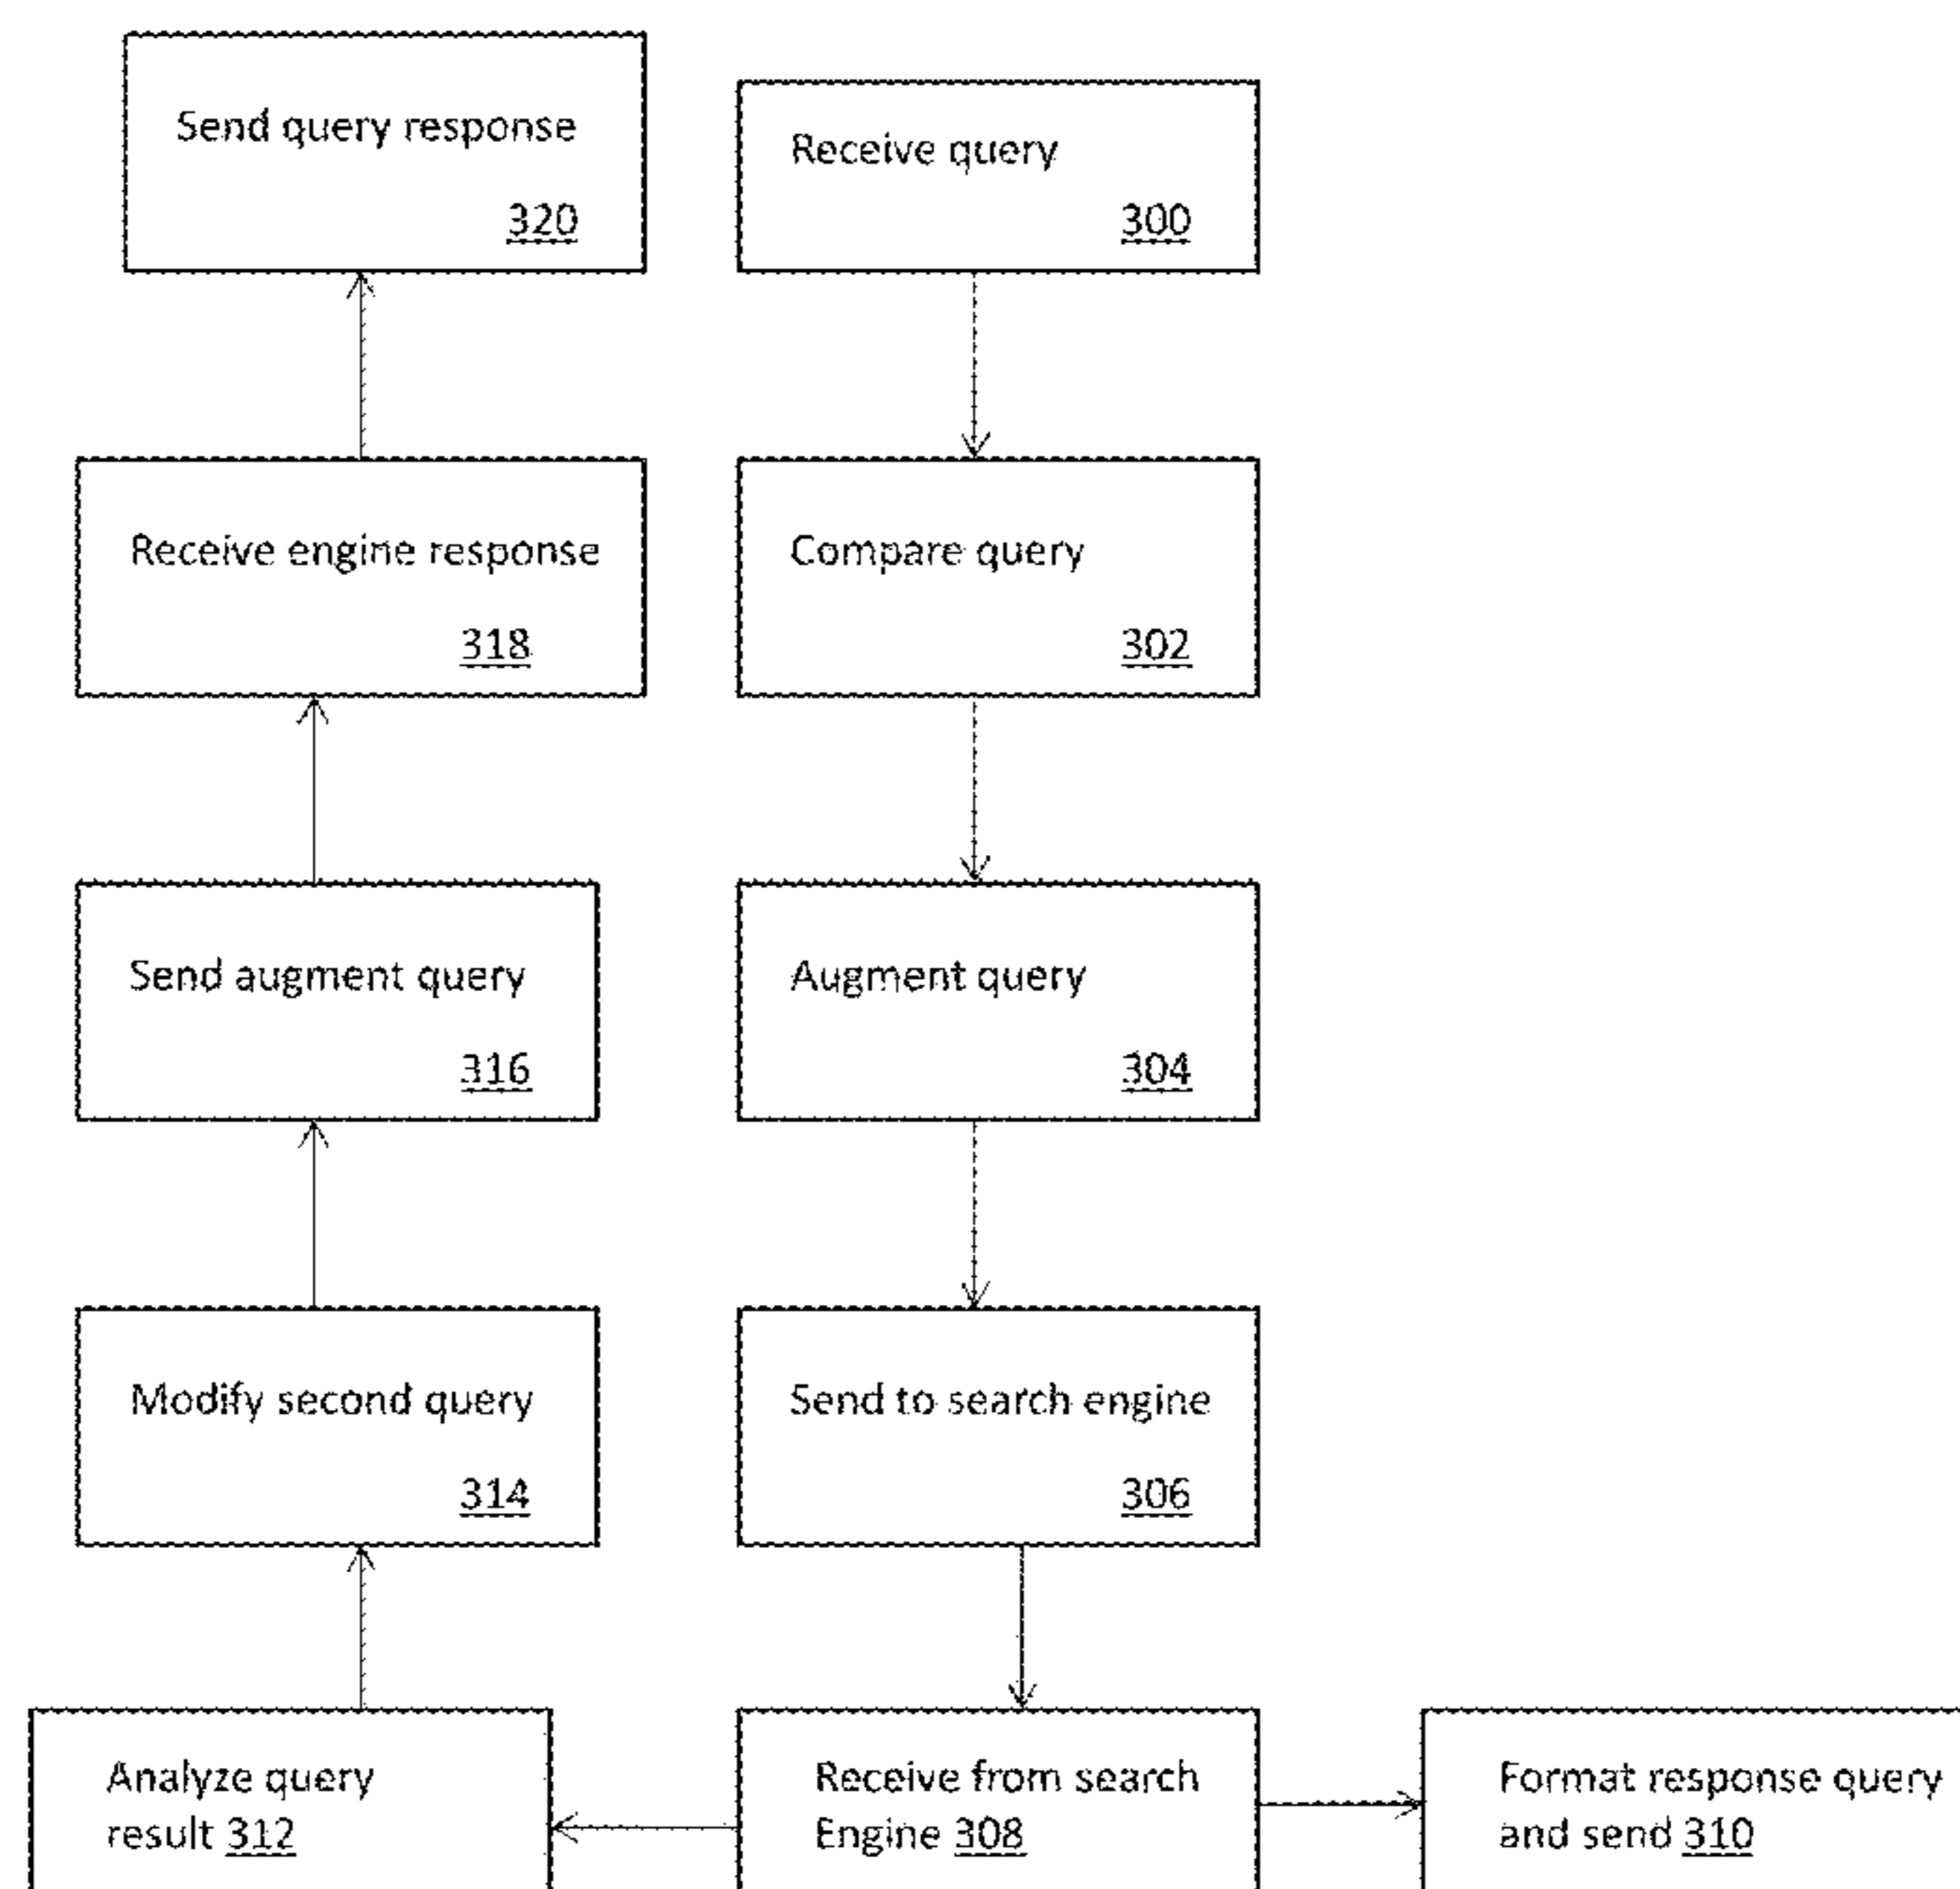 Send query response
320
Receive query
300
Receive engine response
318
Compare query
302
Send augment query
316
Augment query
304
Modify second query
314
Send to search engine
306
Analyze query
result 312
Receive from search
Engine 308
Format response query
and send 310